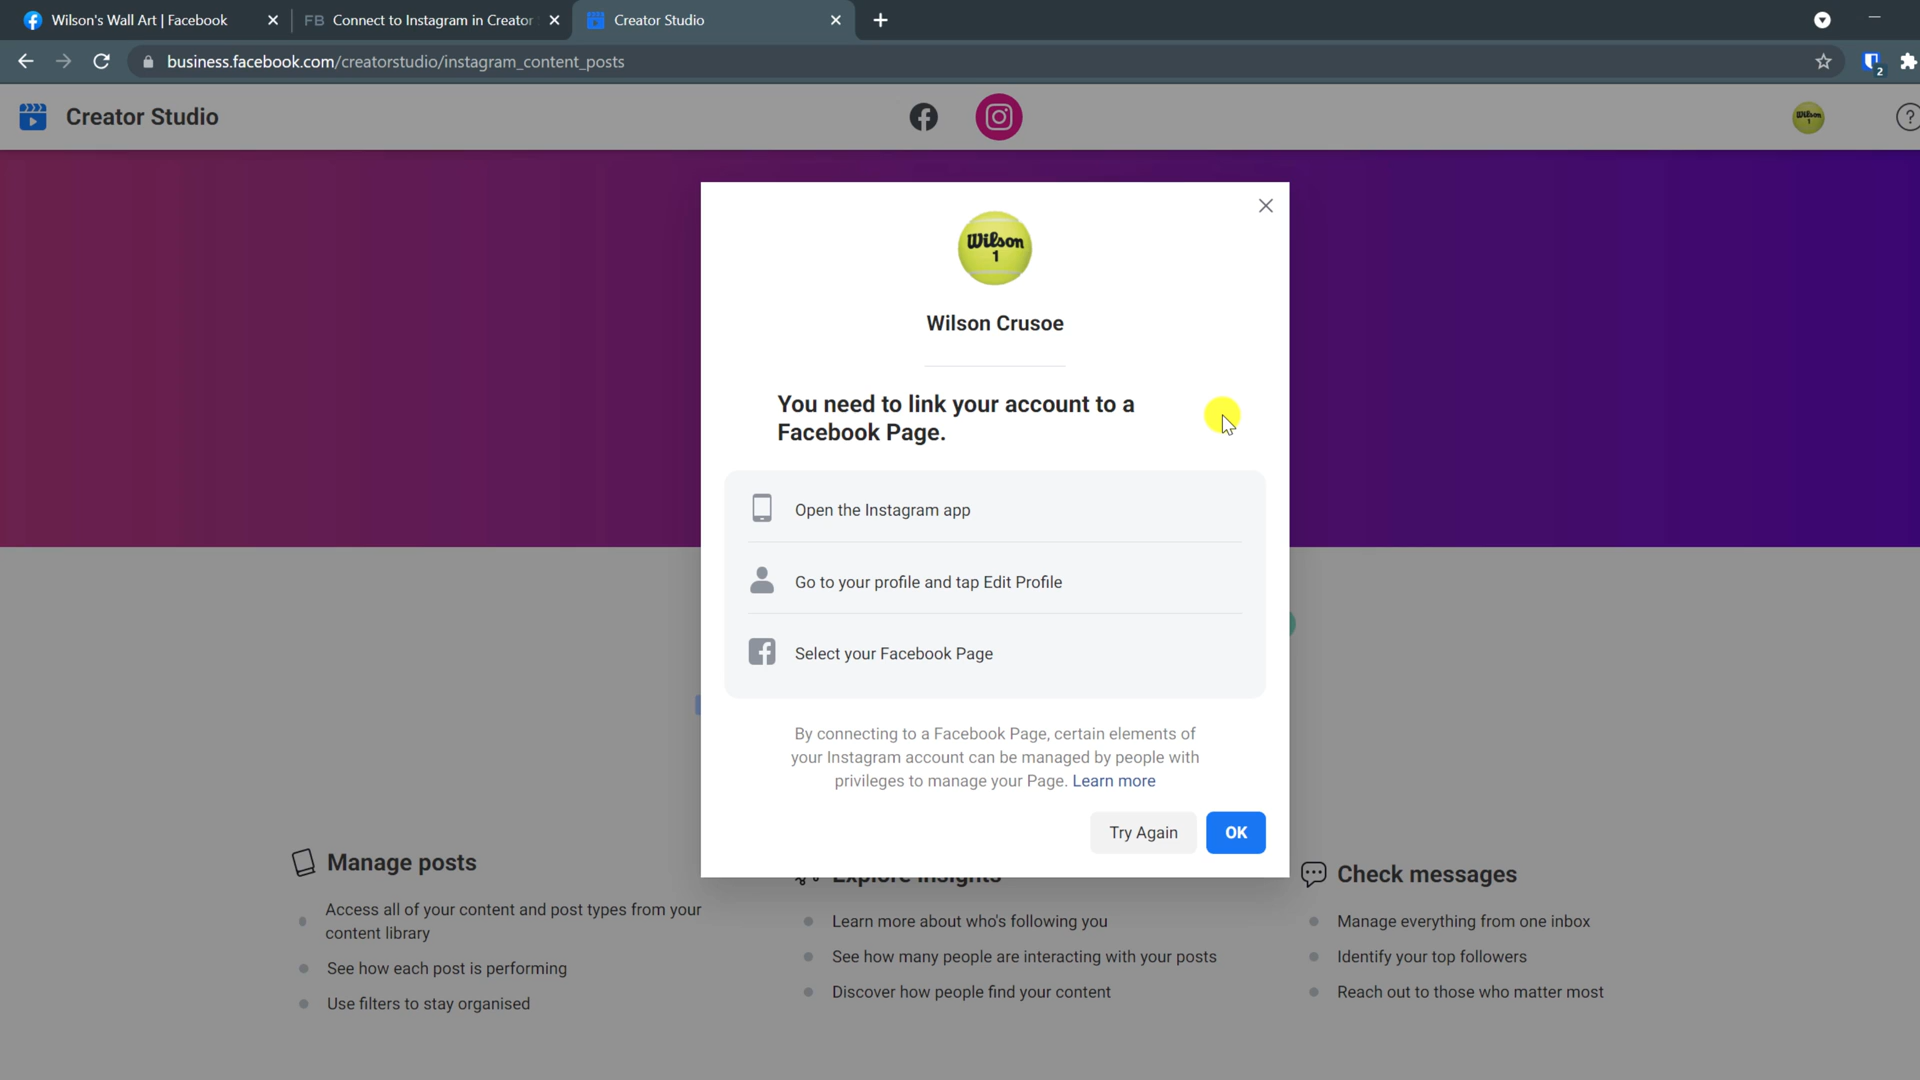 Wilson's Wall Art | Facebook
FB Connect to Instagram in Creator
Creator Studio
business.facebook.com/creatorstudio/instagram_content_posts
2
Creator Studio
Wilson
1
?
Wilson
1
Wilson Crusoe
You need to link your account to a
Facebook Page.
Open the Instagram app
Go to your profile and tap Edit Profile
Select your Facebook Page
By connecting to a Facebook Page, certain elements of
your Instagram account can be managed by people with
privileges to manage your Page. Learn more
Try Again
OK
Manage posts
Access all of your content and post types from your
content library
See how each post is performing
Use filters to stay organised
Explore insights
Learn more about who's following you
See how many people are interacting with your posts
Discover how people find your content
Check messages
Manage everything from one inbox
Identify your top followers
Reach out to those who matter most